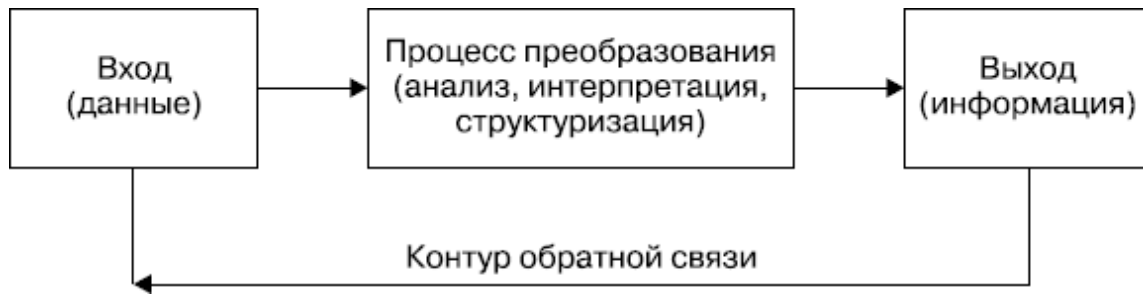 Вход
(данные)
Процесс преобразования
(анализ, интерпретация,
структуризация)
Выход
(информация)
Контур обратной связи